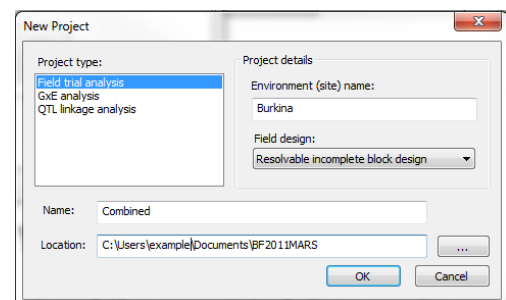 New Project
Project type:
Field trial analysis
GxE analysis
QTL linkage analysis
Project details
Environment (site) name:
Burkina
Field design:
Resolvable incomplete block design
Name:
Combined
Location:
C:\Users\example\Documents\BF2011MARS
...
OK
Cancel